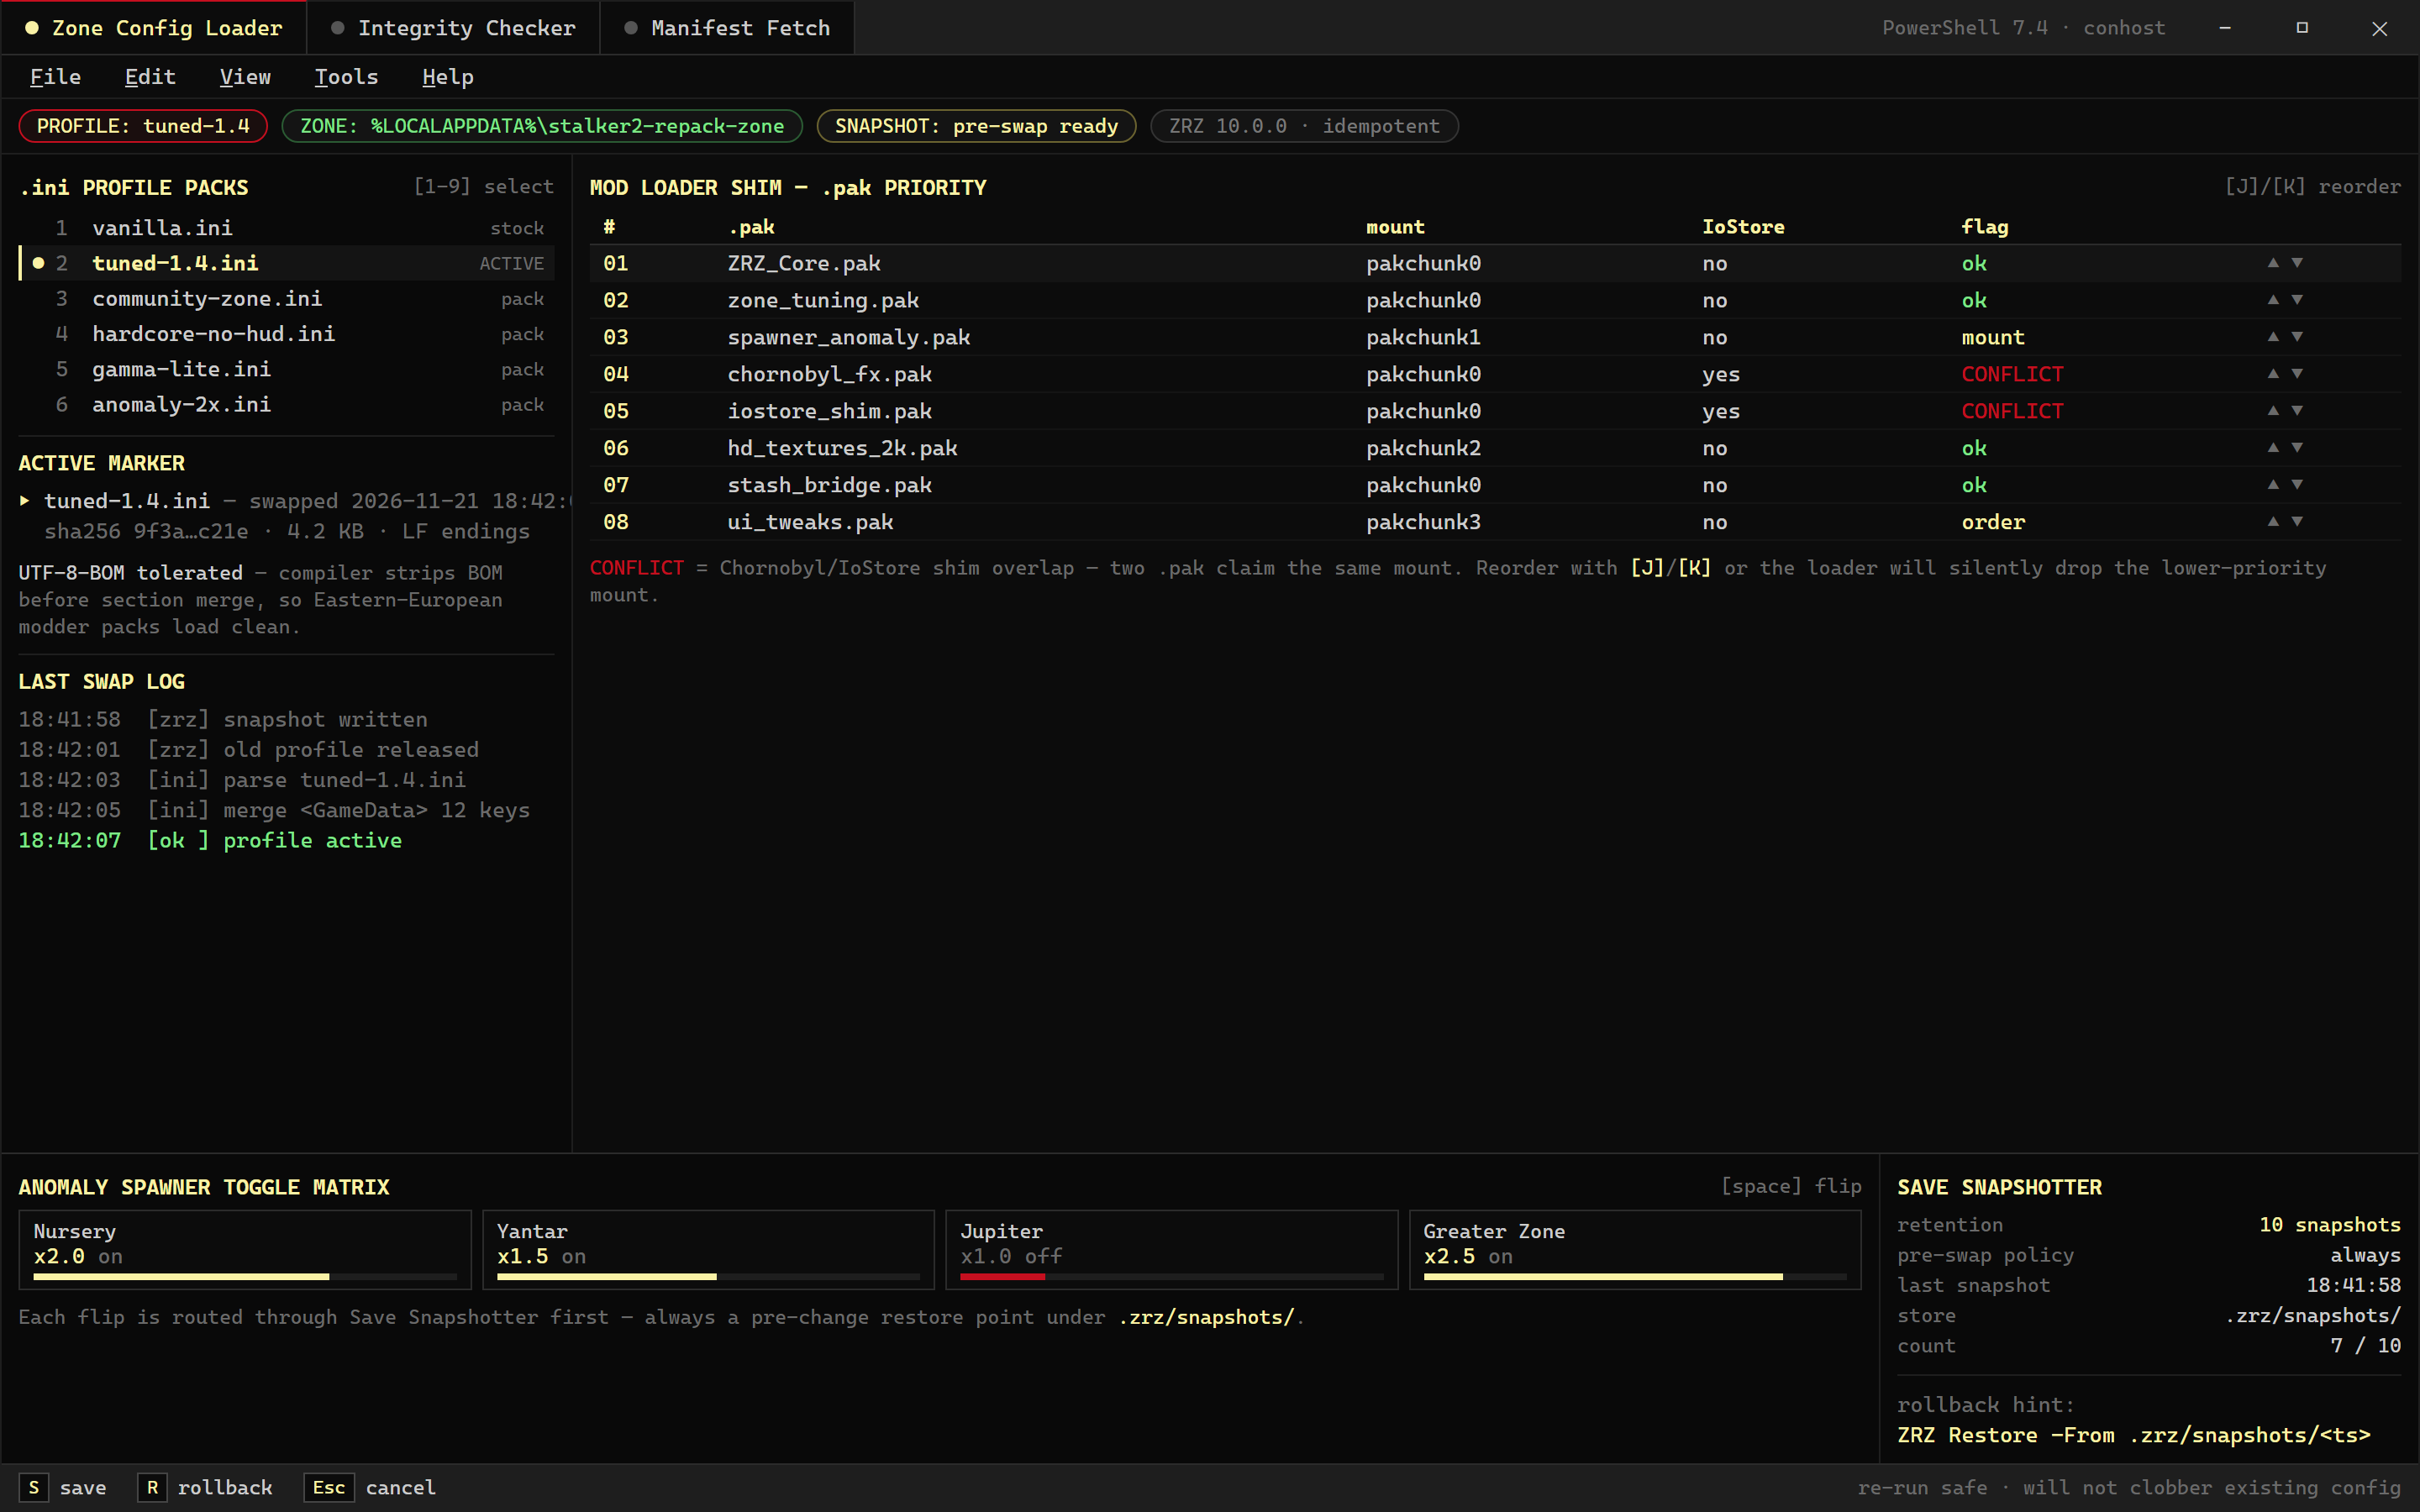 Zone Config Loader Integrity Checker Manifest Fetch PowerShell 7.4 · conhost
File Edit View Tools Help
PROFILE: tuned-1.4 ZONE: %LOCALAPPDATA%\stalker2-repack-zone SNAPSHOT: pre-swap ready ZRZ 10.0.0 · idempotent
.ini PROFILE PACKS [1-9] select
1 vanilla.ini stock
2 tuned-1.4.ini ACTIVE
3 community-zone.ini pack
4 hardcore-no-hud.ini pack
5 gamma-lite.ini pack
6 anomaly-2x.ini pack
ACTIVE MARKER
▸ tuned-1.4.ini — swapped 2026-11-21 18:42:
sha256 9f3a…c21e · 4.2 KB · LF endings
UTF-8-BOM tolerated — compiler strips BOM
before section merge, so Eastern-European
modder packs load clean.
LAST SWAP LOG
18:41:58 [zrz] snapshot written
18:42:01 [zrz] old profile released
18:42:03 [ini] parse tuned-1.4.ini
18:42:05 [ini] merge <GameData> 12 keys
18:42:07 [ok ] profile active
MOD LOADER SHIM — .pak PRIORITY [J]/[K] reorder
# .pak mount IoStore flag
01 ZRZ_Core.pak pakchunk0 no ok ▲ ▼
02 zone_tuning.pak pakchunk0 no ok ▲ ▼
03 spawner_anomaly.pak pakchunk1 no mount ▲ ▼
04 chornobyl_fx.pak pakchunk0 yes CONFLICT ▲ ▼
05 iostore_shim.pak pakchunk0 yes CONFLICT ▲ ▼
06 hd_textures_2k.pak pakchunk2 no ok ▲ ▼
07 stash_bridge.pak pakchunk0 no ok ▲ ▼
08 ui_tweaks.pak pakchunk3 no order ▲ ▼
CONFLICT = Chornobyl/IoStore shim overlap — two .pak claim the same mount. Reorder with [J]/[K] or the loader will silently drop the lower-priority
mount.
ANOMALY SPAWNER TOGGLE MATRIX [space] flip
Nursery
x2.0 on
Yantar
x1.5 on
Jupiter
x1.0 off
Greater Zone
x2.5 on
Each flip is routed through Save Snapshotter first — always a pre-change restore point under .zrz/snapshots/.
SAVE SNAPSHOTTER
retention 10 snapshots
pre-swap policy always
last snapshot 18:41:58
store .zrz/snapshots/
count 7 / 10
rollback hint:
ZRZ Restore -From .zrz/snapshots/<ts>
S save R rollback Esc cancel re-run safe · will not clobber existing config